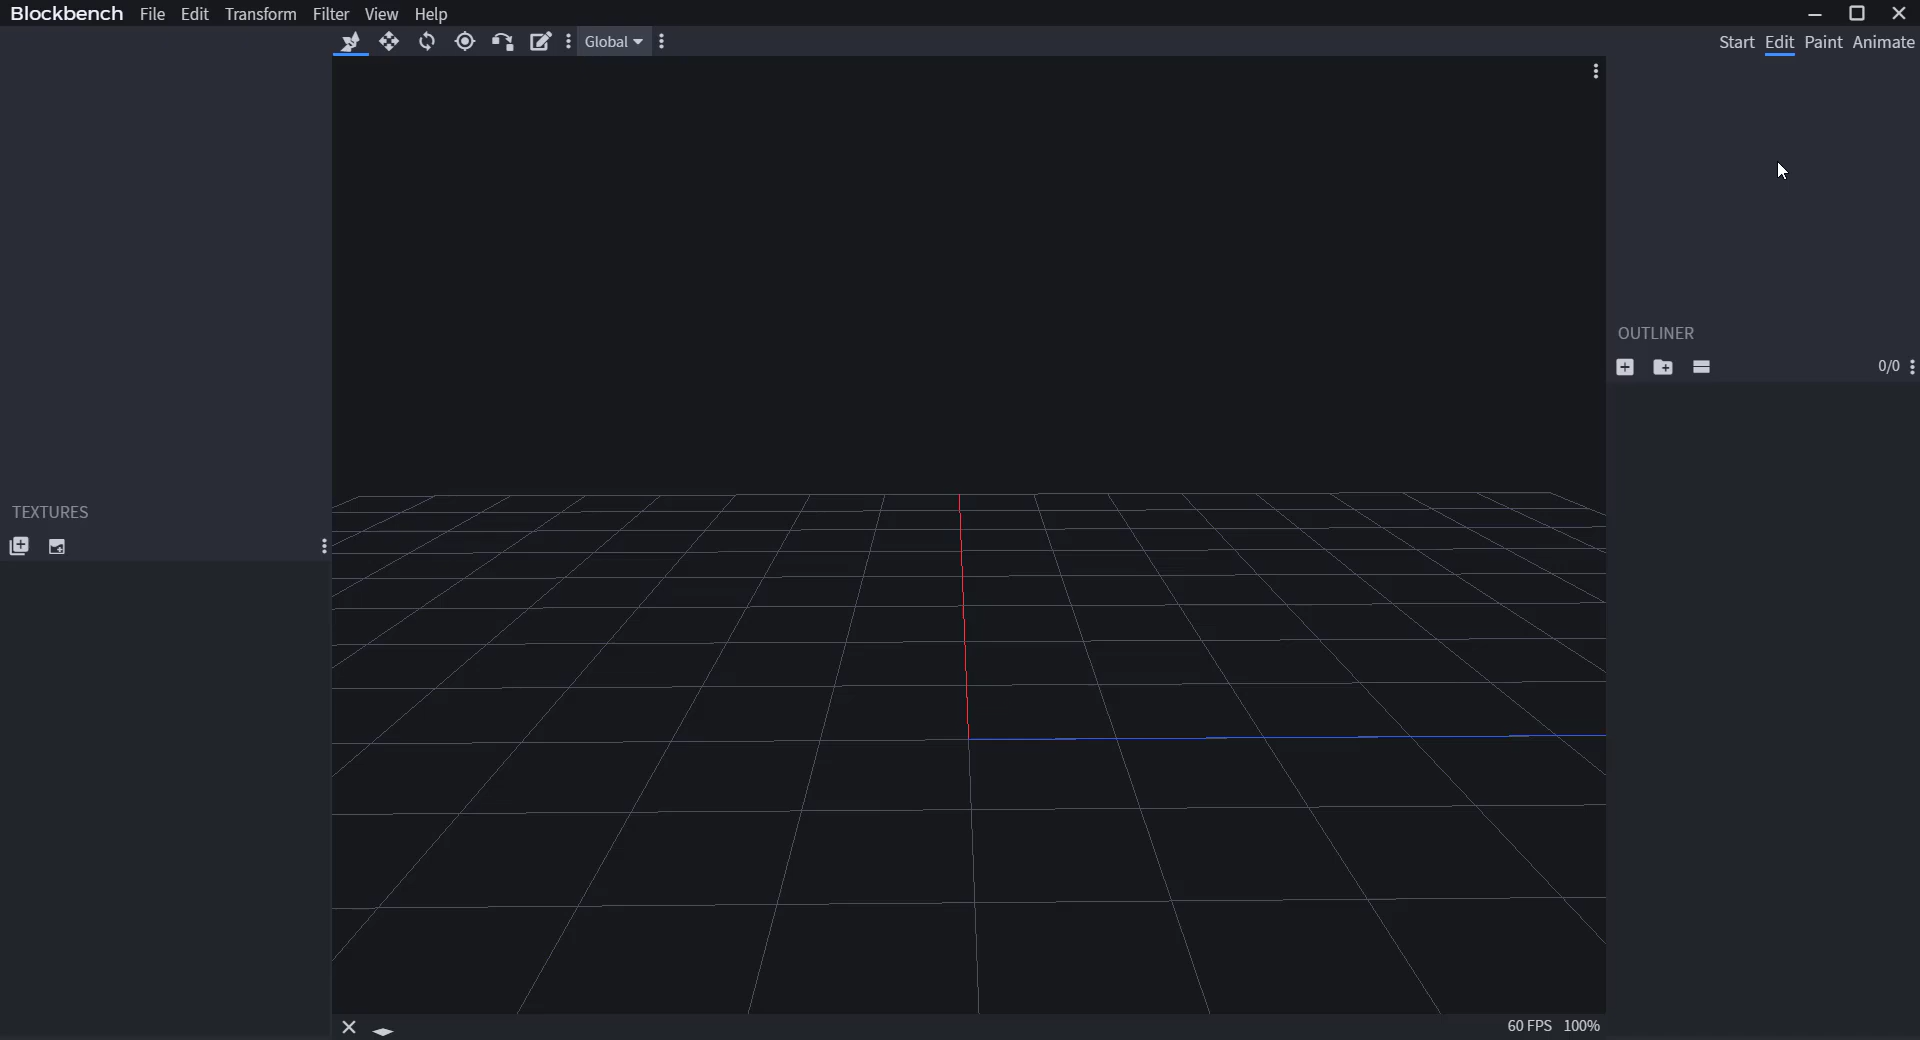 Blockbench File Edit Transform Filter View Help
Global
Start Edit Paint Animate
OUTLINER
0/0
TEXTURES
60 FPS 100%